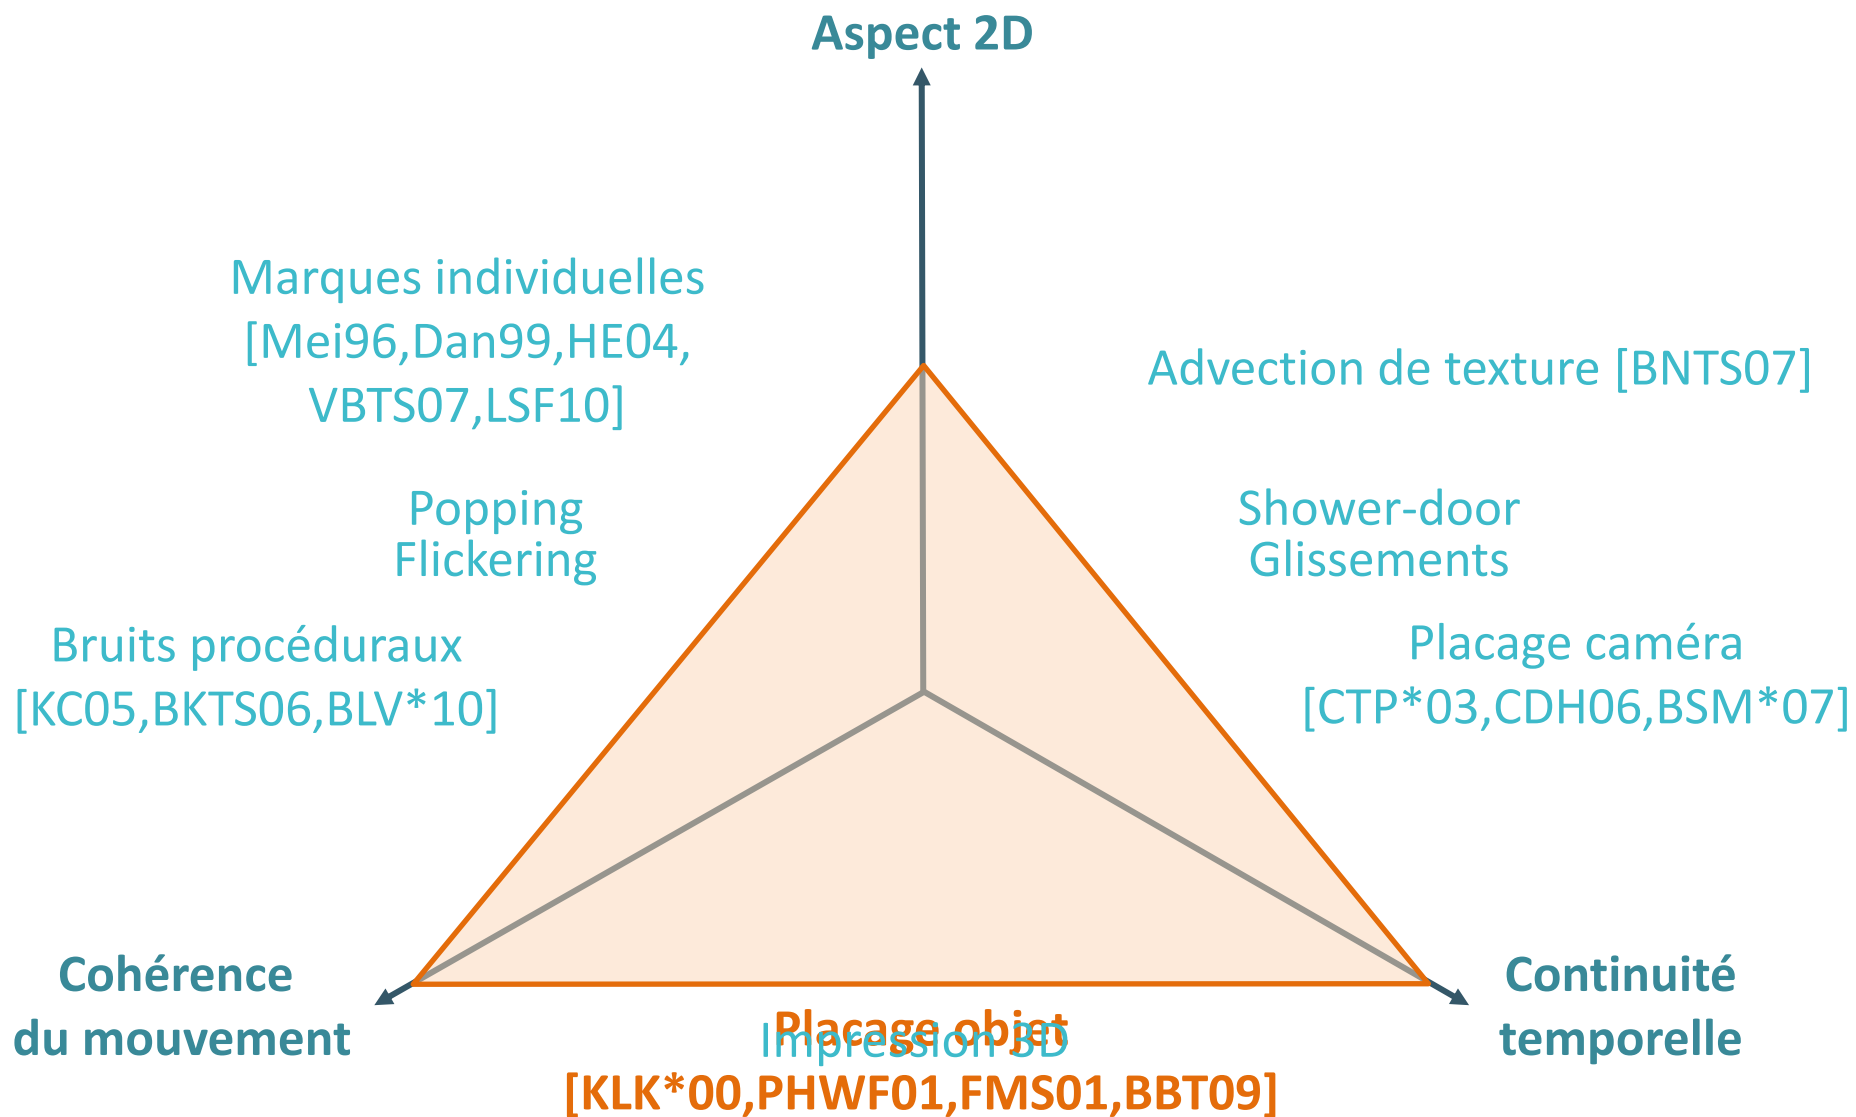 Aspect 2D
Marques individuelles
[Mei96,Dan99,HE04,
VBTS07,LSF10]
Advection de texture [BNTS07]
Popping
Flickering
Shower-door
Glissements
Bruits procéduraux
[KC05,BKTS06,BLV*10]
Placage caméra
[CTP*03,CDH06,BSM*07]
Cohérence
du mouvement
Continuité
temporelle
Placage objet
Impression 3D
[KLK*00,PHWF01,FMS01,BBT09]